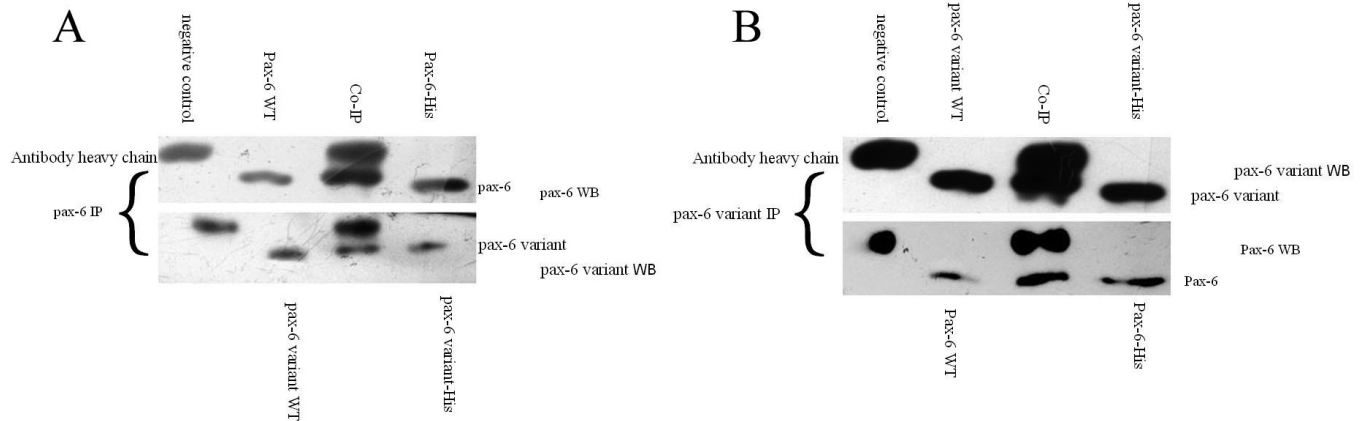 A
negative control
Pax-6 WT
Co-IP
Pax-6-His
Antibody heavy chain
pax-6 IP
pax-6
pax-6 WB
pax-6 variant
pax-6 variant WB
pax-6 variant WT
pax-6 variant-His
B
negative control
pax-6 variant WT
Co-IP
pax-6 variant-His
Antibody heavy chain
pax-6 variant IP
pax-6 variant WB
pax-6 variant
Pax-6 WB
Pax-6
Pax-6 WT
Pax-6-His